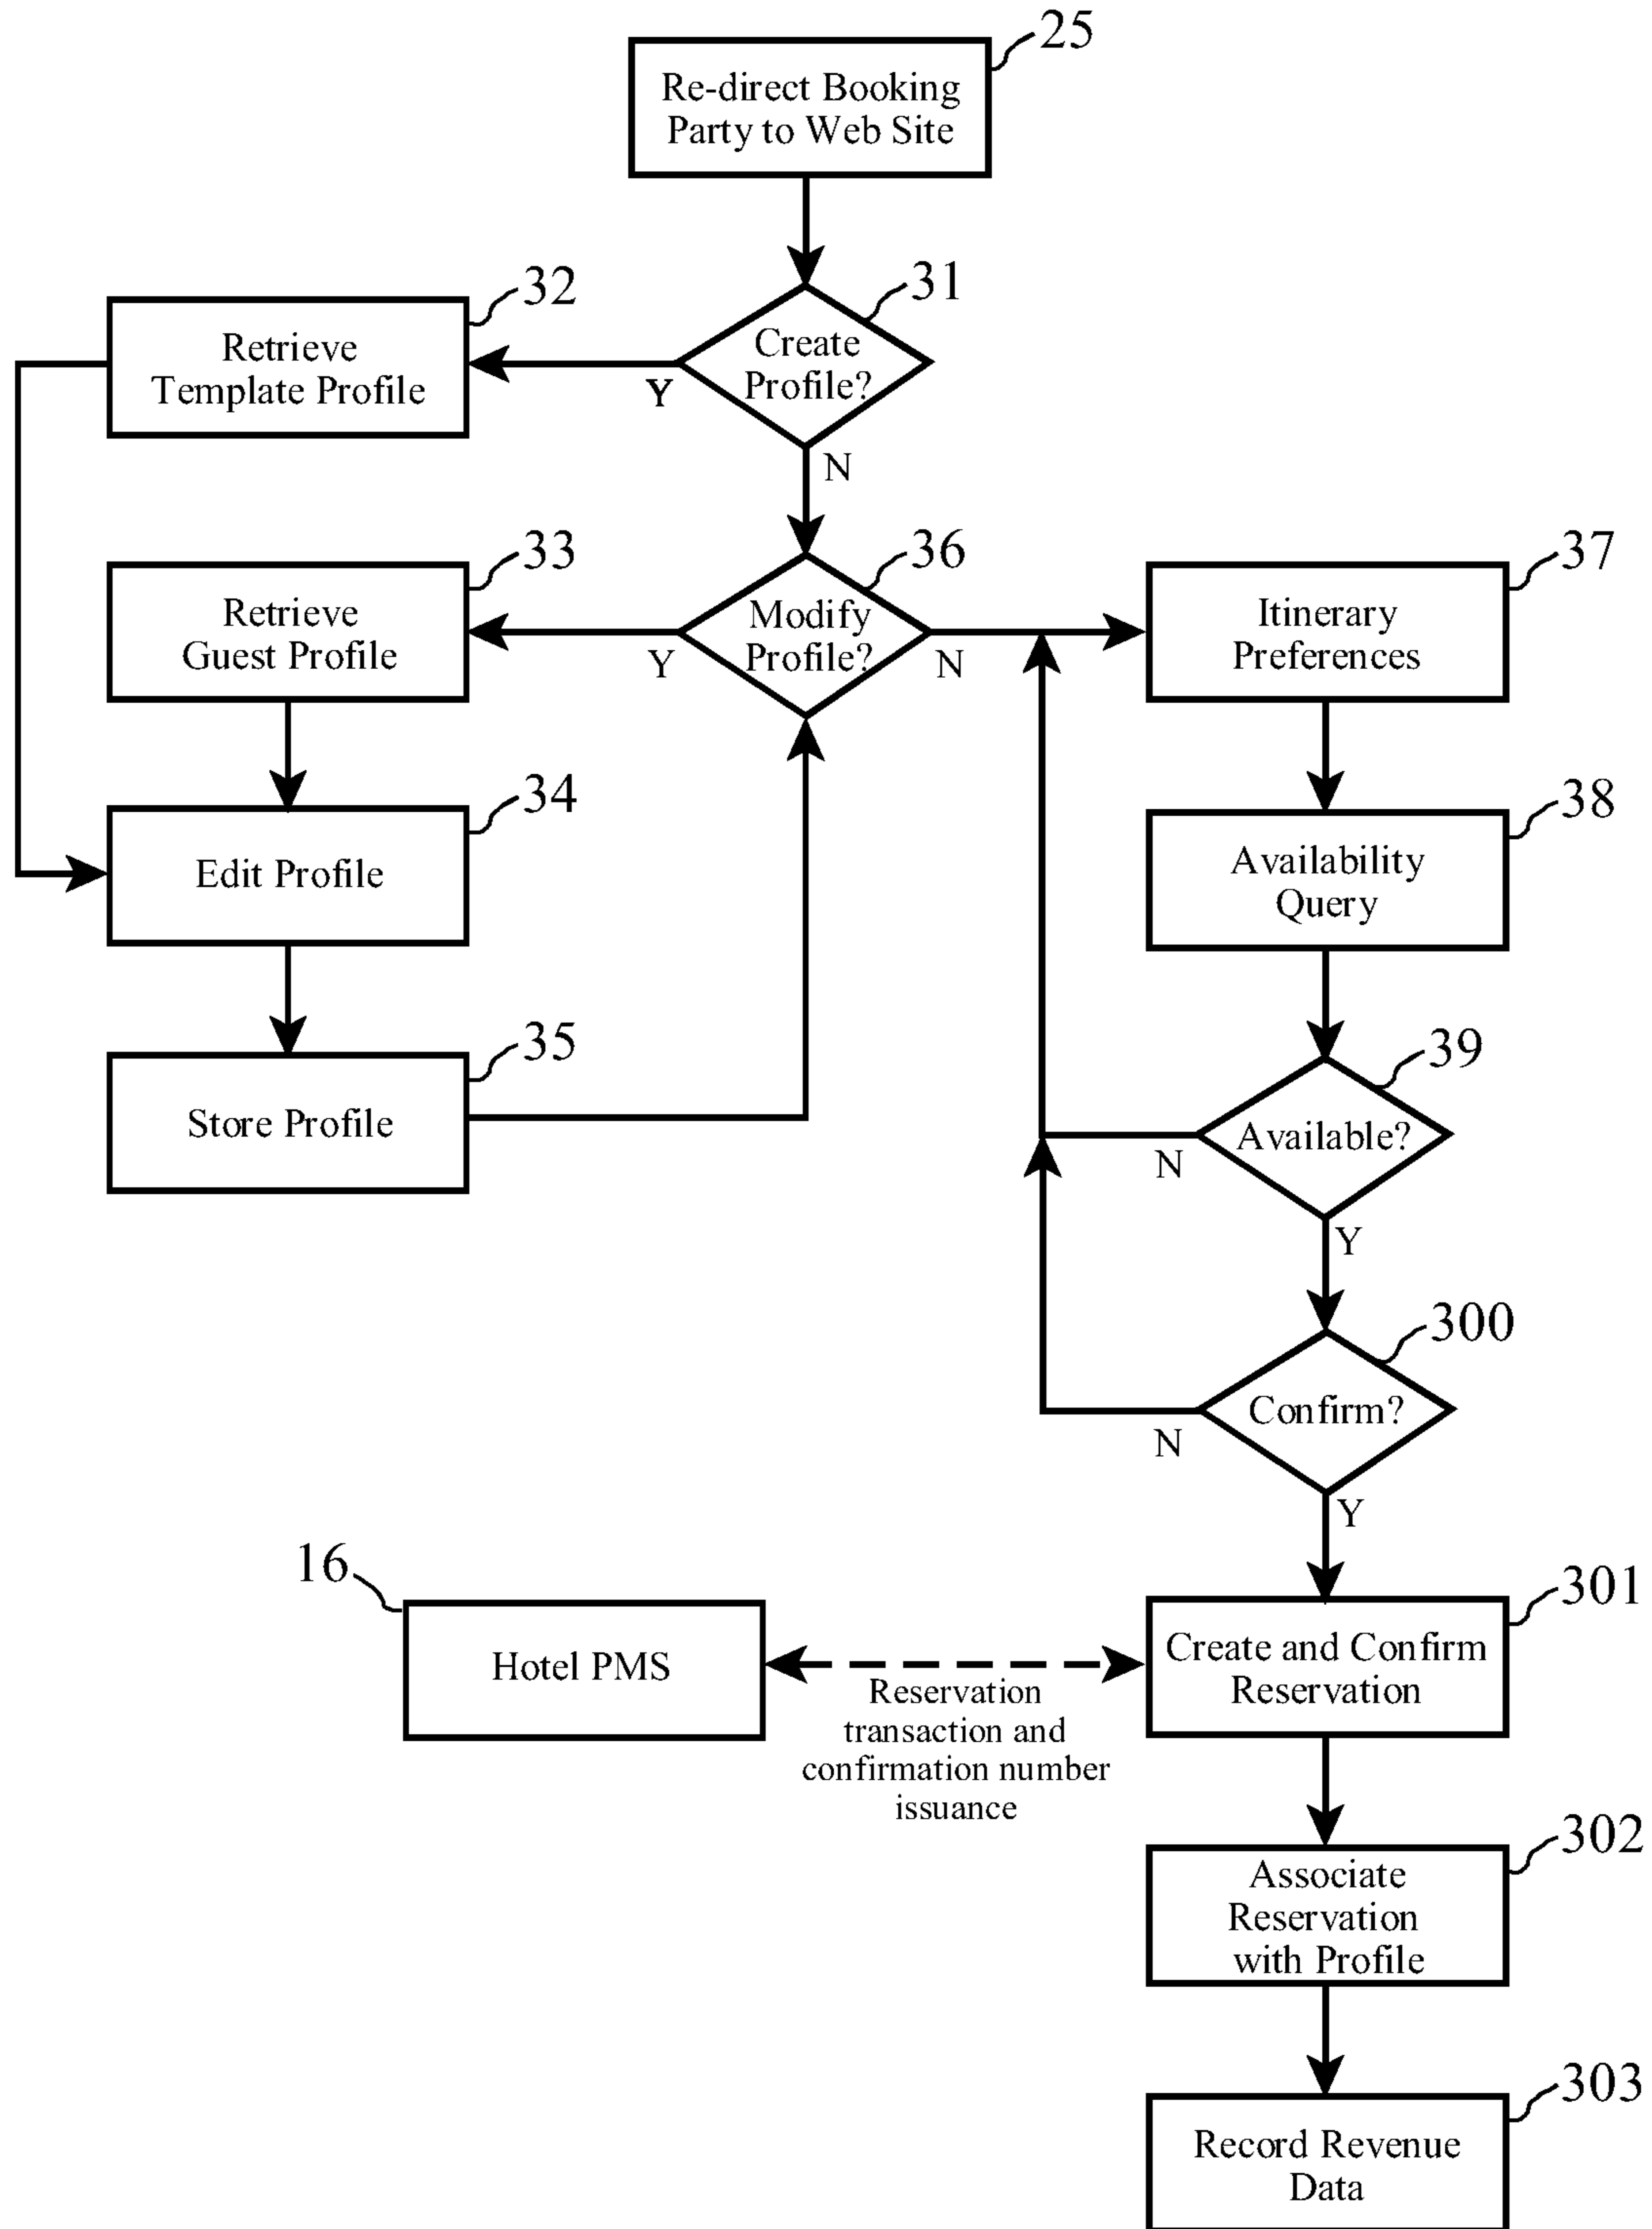 25
Re-direct Booking
Party to Web Site
31
Create
Profile?
Y
N
32
Retrieve
Template Profile
33
Retrieve
Guest Profile
36
Modify
Profile?
Y
N
37
Itinerary
Preferences
34
Edit Profile
38
Availability
Query
35
Store Profile
39
Available?
N
Y
300
Confirm?
N
Y
16
Hotel PMS
Reservation
transaction and
confirmation number
issuance
301
Create and Confirm
Reservation
302
Associate
Reservation
with Profile
303
Record Revenue
Data